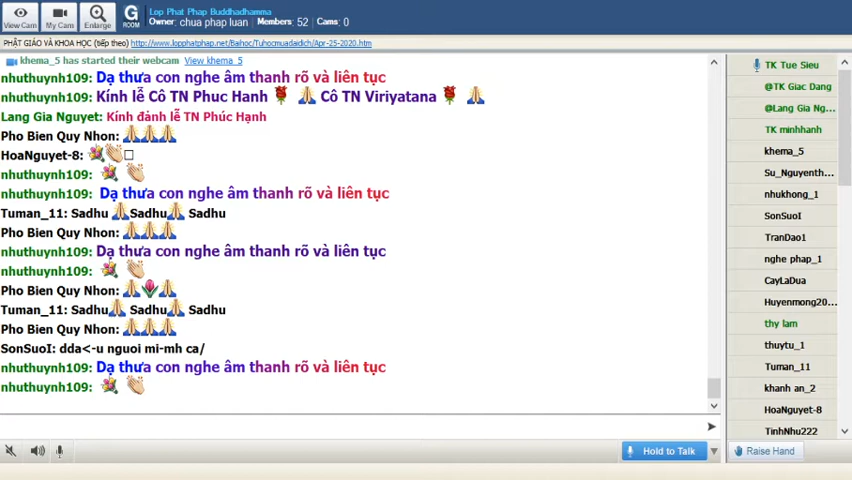 View Cam
My Cam
Enlarge
G
ROOM
Lop Phat Phap Buddhadhamma
Owner: chua phap luan Members: 52 Cams: 0
PHẬT GIÁO VÀ KHOA HỌC (tiếp theo) http://www.lopphatphap.net/Baihoc/Tuhocmuadaidich/Apr-25-2020.htm
khema_5 has started their webcam View khema_5
nhuthuynh109: Dạ thưa con nghe âm thanh rõ và liên tục
nhuthuynh109: Kính lễ Cô TN Phuc Hanh 🌹 🙏 Cô TN Viriyatana 🌹 🙏
Lang Gia Nguyet: Kính đảnh lễ TN Phúc Hạnh
Pho Bien Quy Nhon: 🙏🙏🙏
HoaNguyet-8: 💐👏□
nhuthuynh109: 💐 👏
nhuthuynh109: Dạ thưa con nghe âm thanh rõ và liên tục
Tuman_11: Sadhu 🙏Sadhu🙏 Sadhu
Pho Bien Quy Nhon: 🙏🙏🙏
nhuthuynh109: Dạ thưa con nghe âm thanh rõ và liên tục
nhuthuynh109: 💐 👏
Pho Bien Quy Nhon: 🙏🌷🙏
Tuman_11: Sadhu🙏 Sadhu🙏 Sadhu
Pho Bien Quy Nhon: 🙏🙏🙏
SonSuoI: dda<-u nguoi mi-mh ca/
nhuthuynh109: Dạ thưa con nghe âm thanh rõ và liên tục
nhuthuynh109: 💐 👏
Hold to Talk
TK Tue Sieu
@TK Giac Dang
@Lang Gia Ng...
TK minhhanh
khema_5
Su_Nguyenth...
nhukhong_1
SonSuoI
TranDao1
nghe phap_1
CayLaDua
Huyenmong20...
thy lam
thuytu_1
Tuman_11
khanh an_2
HoaNguyet-8
TinhNhu222
Raise Hand